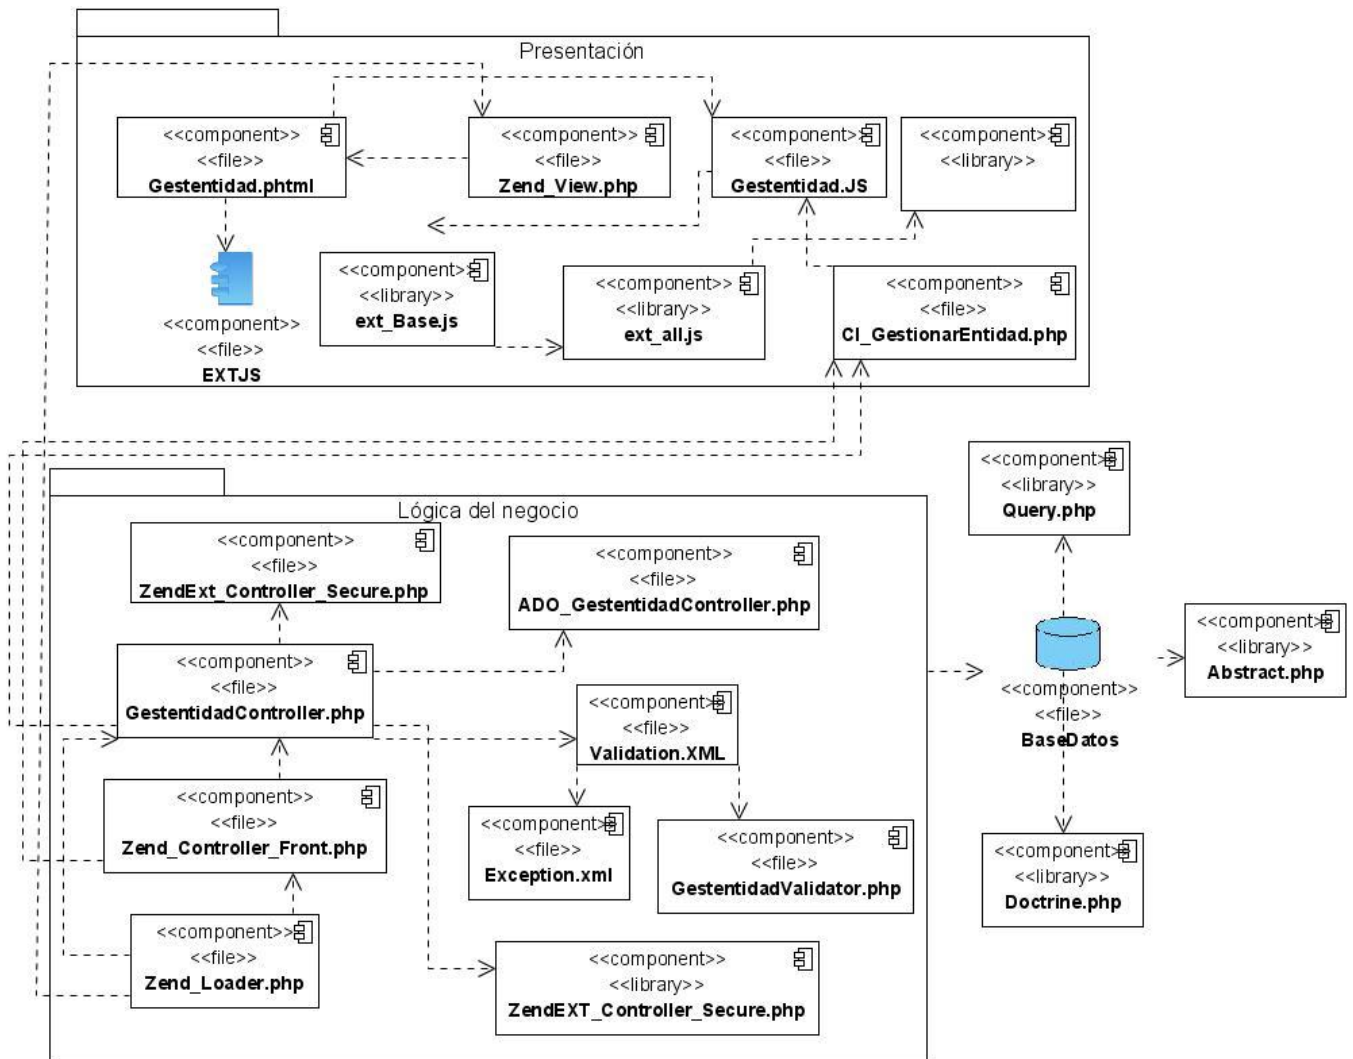 Presentación
<<component>>
<<file>>
Gestentidad.phtml
<<component>>
<<file>>
Zend_View.php
<<component>>
<<file>>
Gestentidad.JS
<<component>>
<<library>>
<<component>>
<<file>>
EXTJS
<<component>>
<<library>>
ext_Base.js
<<component>>
<<library>>
ext_all.js
<<component>>
<<file>>
CI_GestionarEntidad.php
Lógica del negocio
<<component>>
<<file>>
ZendExt_Controller_Secure.php
<<component>>
<<file>>
ADO_GestentidadController.php
<<component>>
<<file>>
GestentidadController.php
<<component>>
<<file>>
Validation.XML
<<component>>
<<file>>
Zend_Controller_Front.php
<<component>>
<<file>>
Exception.xml
<<component>>
<<file>>
GestentidadValidator.php
<<component>>
<<file>>
Zend_Loader.php
<<component>>
<<library>>
ZendEXT_Controller_Secure.php
<<component>>
<<library>>
Query.php
<<component>>
<<file>>
BaseDatos
<<component>>
<<library>>
Abstract.php
<<component>>
<<library>>
Doctrine.php